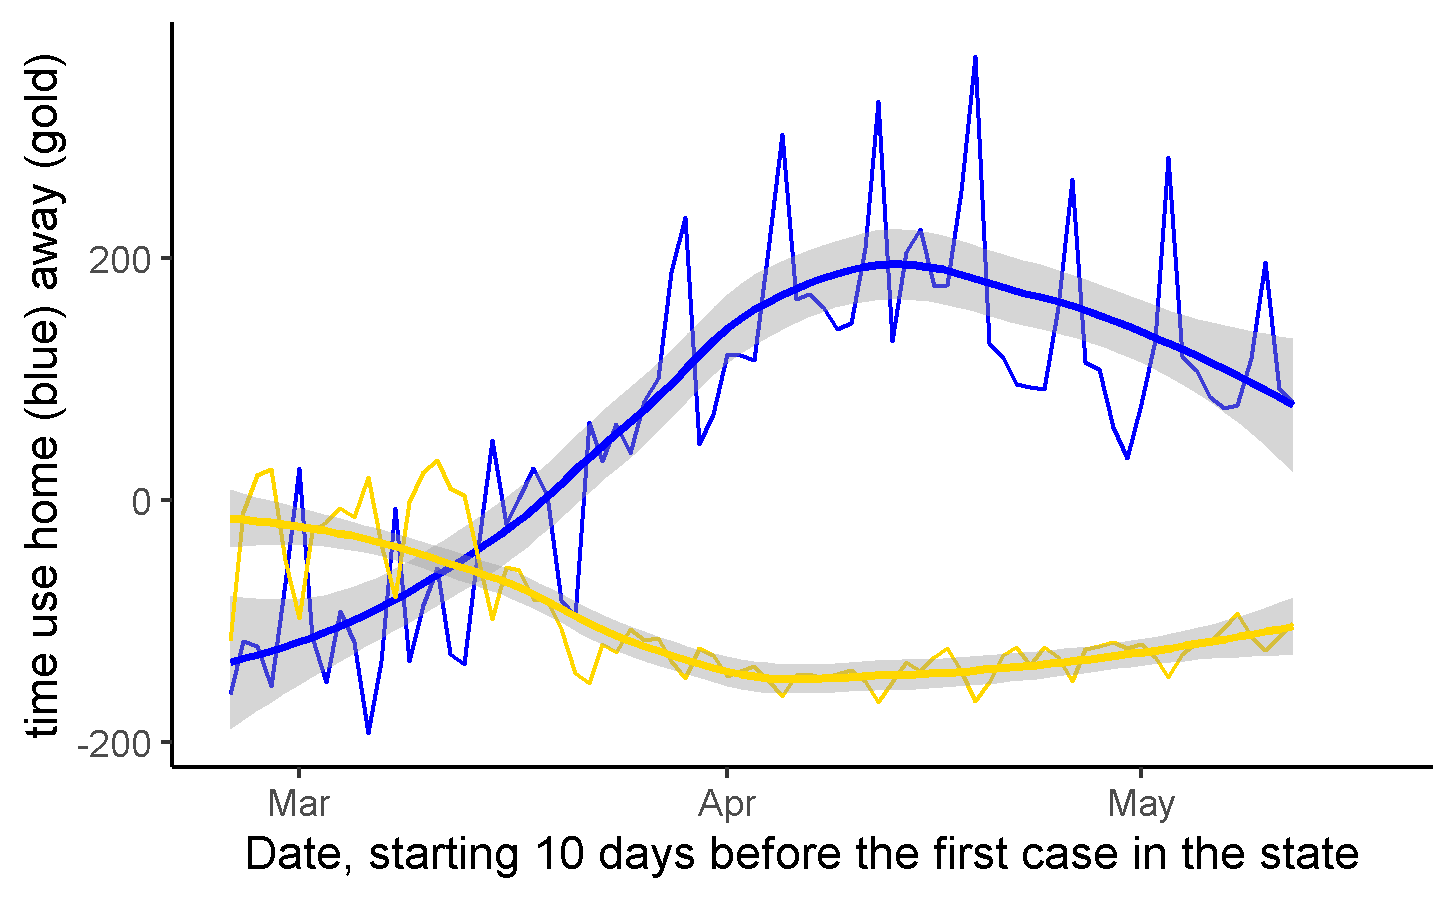 time use home (blue) away (gold)
200
0
-200
Mar
Apr
May
Date, starting 10 days before the first case in the state